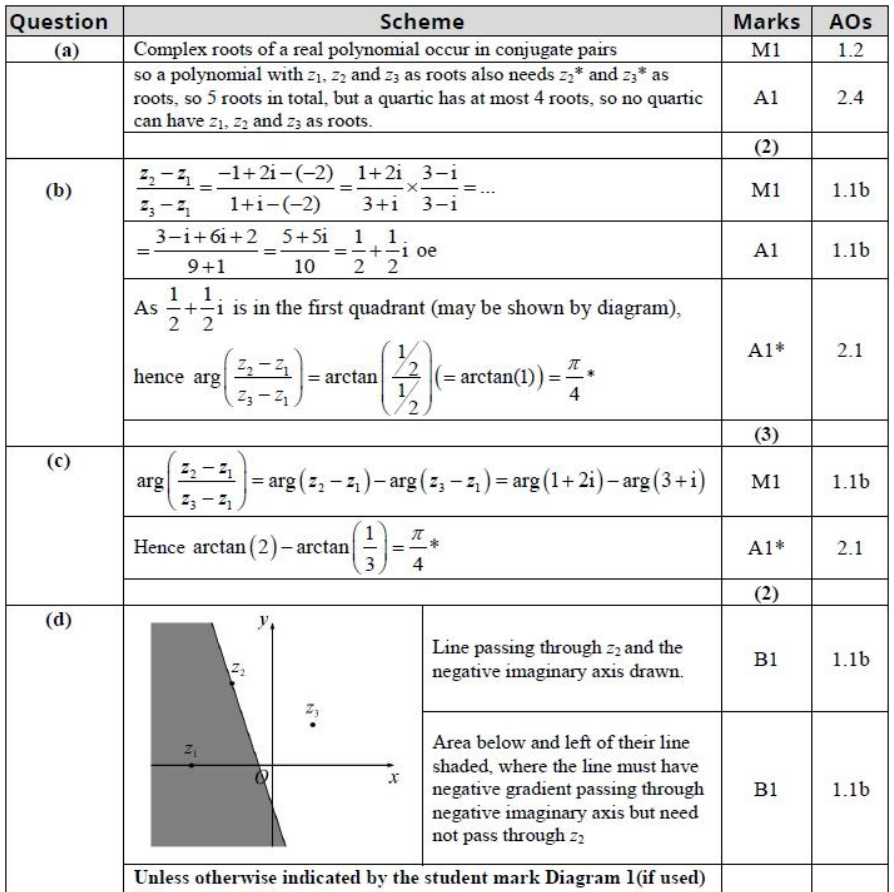 Question Scheme Marks AOs
(a) Complex roots of a real polynomial occur in conjugate pairs M1 1.2
so a polynomial with z₁, z₂ and z₃ as roots also needs z₂* and z₃* as
roots, so 5 roots in total, but a quartic has at most 4 roots, so no quartic A1 2.4
can have z₁, z₂ and z₃ as roots.
(2)
(b) (z₂ − z₁)/(z₃ − z₁) = (−1+2i−(−2))/(1+i−(−2)) = (1+2i)/(3+i) × (3−i)/(3−i) = ... M1 1.1b
= (3−i+6i+2)/(9+1) = (5+5i)/10 = 1/2 + 1/2 i oe A1 1.1b
As 1/2 + 1/2 i is in the first quadrant (may be shown by diagram),
hence arg((z₂ − z₁)/(z₃ − z₁)) = arctan((1/2)/(1/2)) (= arctan(1)) = π/4 * A1* 2.1
(3)
(c) arg((z₂ − z₁)/(z₃ − z₁)) = arg(z₂ − z₁) − arg(z₃ − z₁) = arg(1+2i) − arg(3+i) M1 1.1b
Hence arctan(2) − arctan(1/3) = π/4 * A1* 2.1
(2)
(d)
y
z₂
z₃
z₁
O
x
Line passing through z₂ and the
negative imaginary axis drawn. B1 1.1b
Area below and left of their line
shaded, where the line must have
negative gradient passing through B1 1.1b
negative imaginary axis but need
not pass through z₂
Unless otherwise indicated by the student mark Diagram 1(if used)